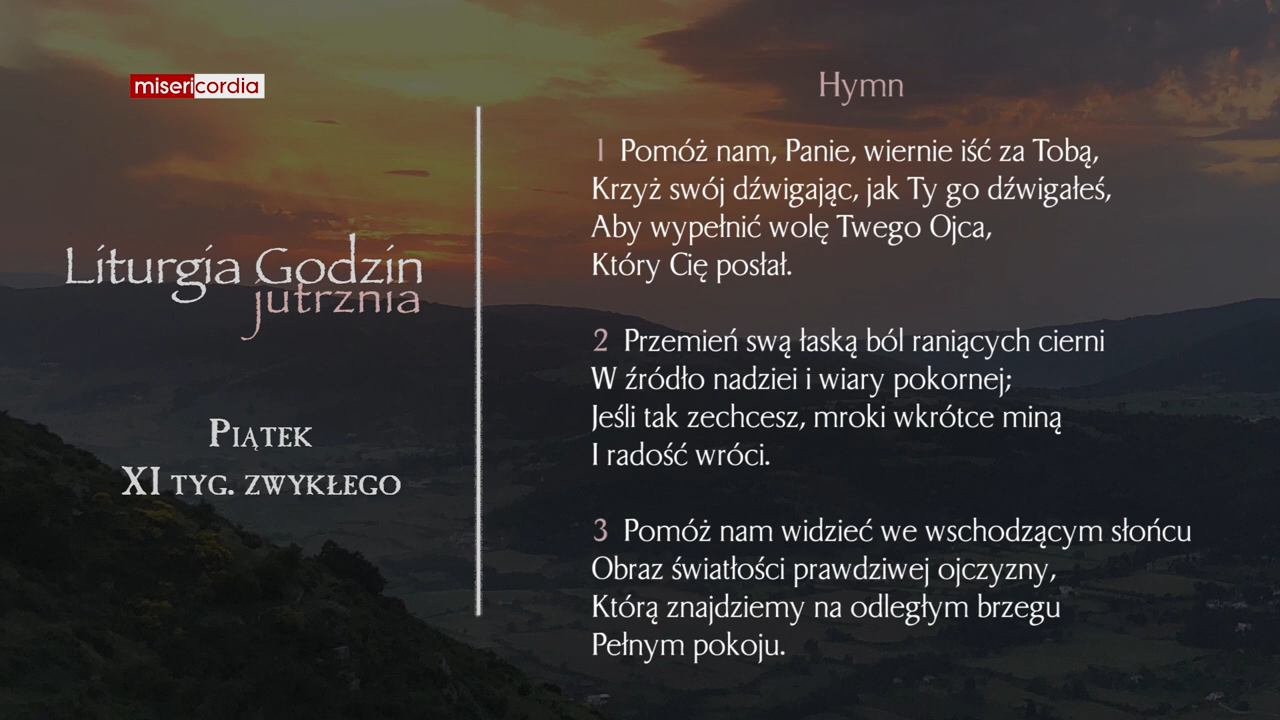 misericordia
Liturgia Godzin
jutrznia
Piątek
XI tyg. zwykłego
Hymn
1 Pomóż nam, Panie, wiernie iść za Tobą,
Krzyż swój dźwigając, jak Ty go dźwigałeś,
Aby wypełnić wolę Twego Ojca,
Który Cię posłał.
2 Przemień swą łaską ból raniących cierni
W źródło nadziei i wiary pokornej;
Jeśli tak zechcesz, mroki wkrótce miną
I radość wróci.
3 Pomóż nam widzieć we wschodzącym słońcu
Obraz światłości prawdziwej ojczyzny,
Którą znajdziemy na odległym brzegu
Pełnym pokoju.